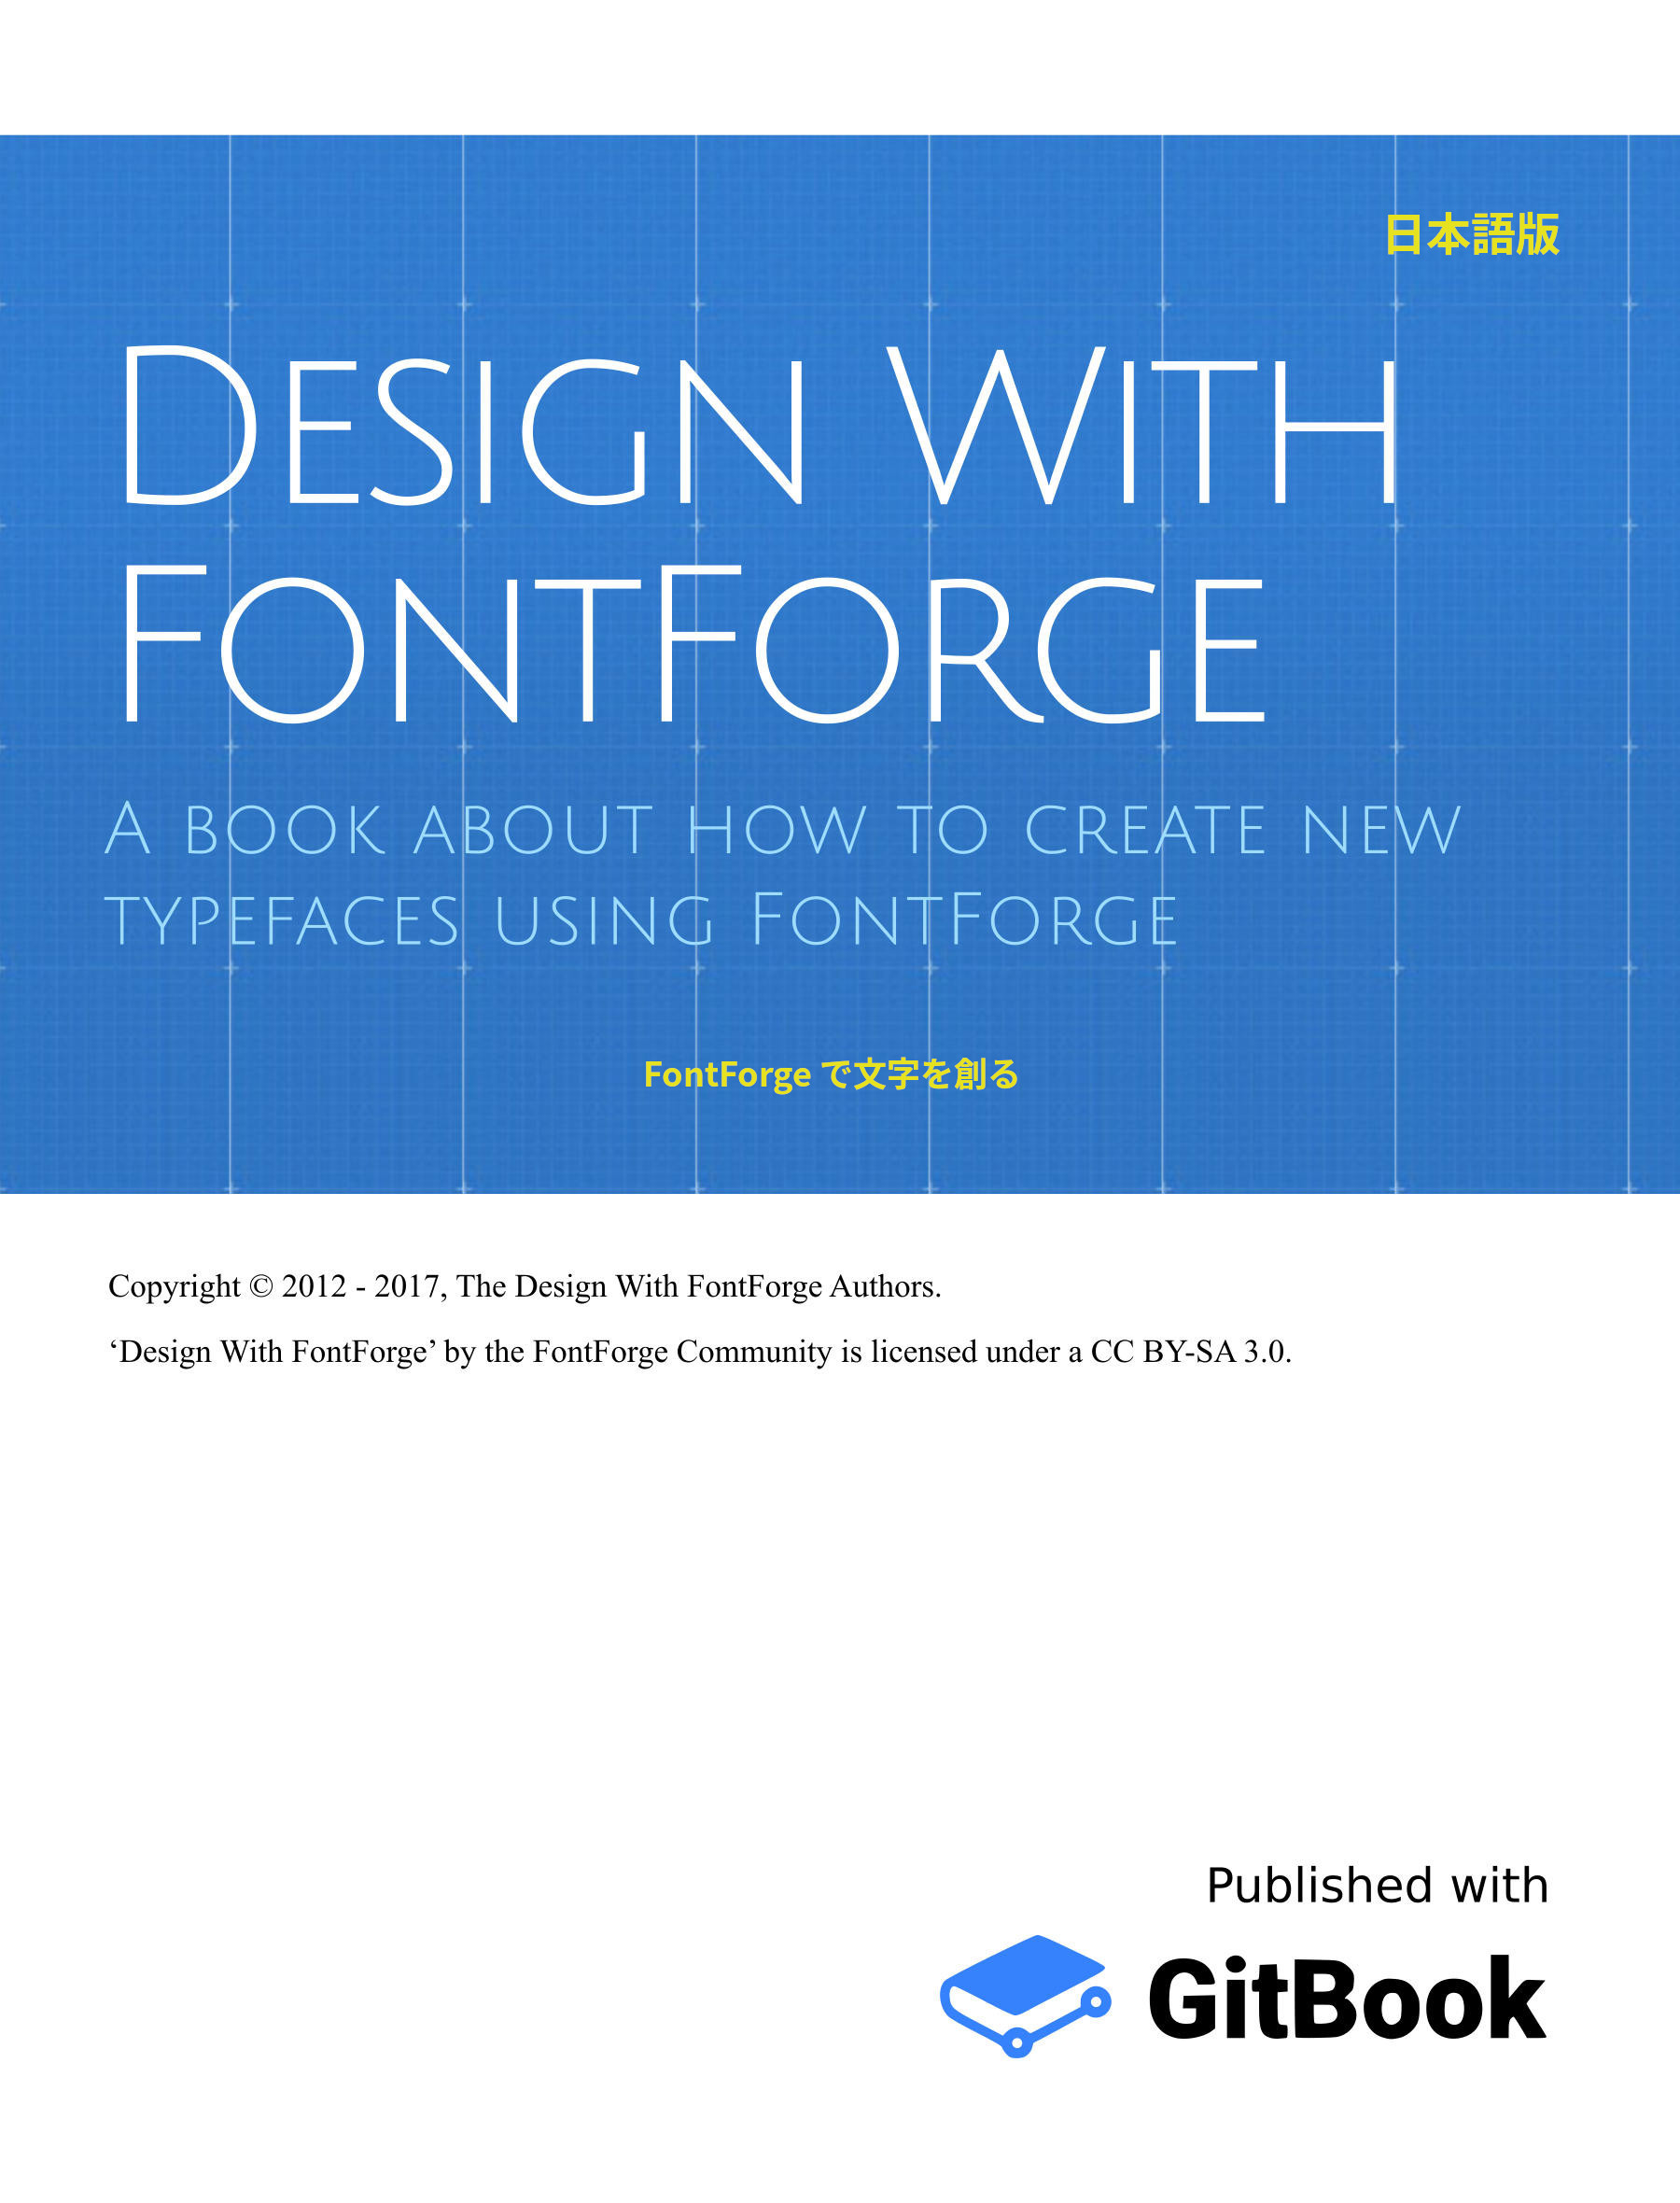 日本語版
Design With
FontForge
A book about how to create new
typefaces using FontForge
FontForge で文字を創る
Copyright © 2012 - 2017, The Design With FontForge Authors.
‘Design With FontForge’ by the FontForge Community is licensed under a CC BY-SA 3.0.
Published with
GitBook